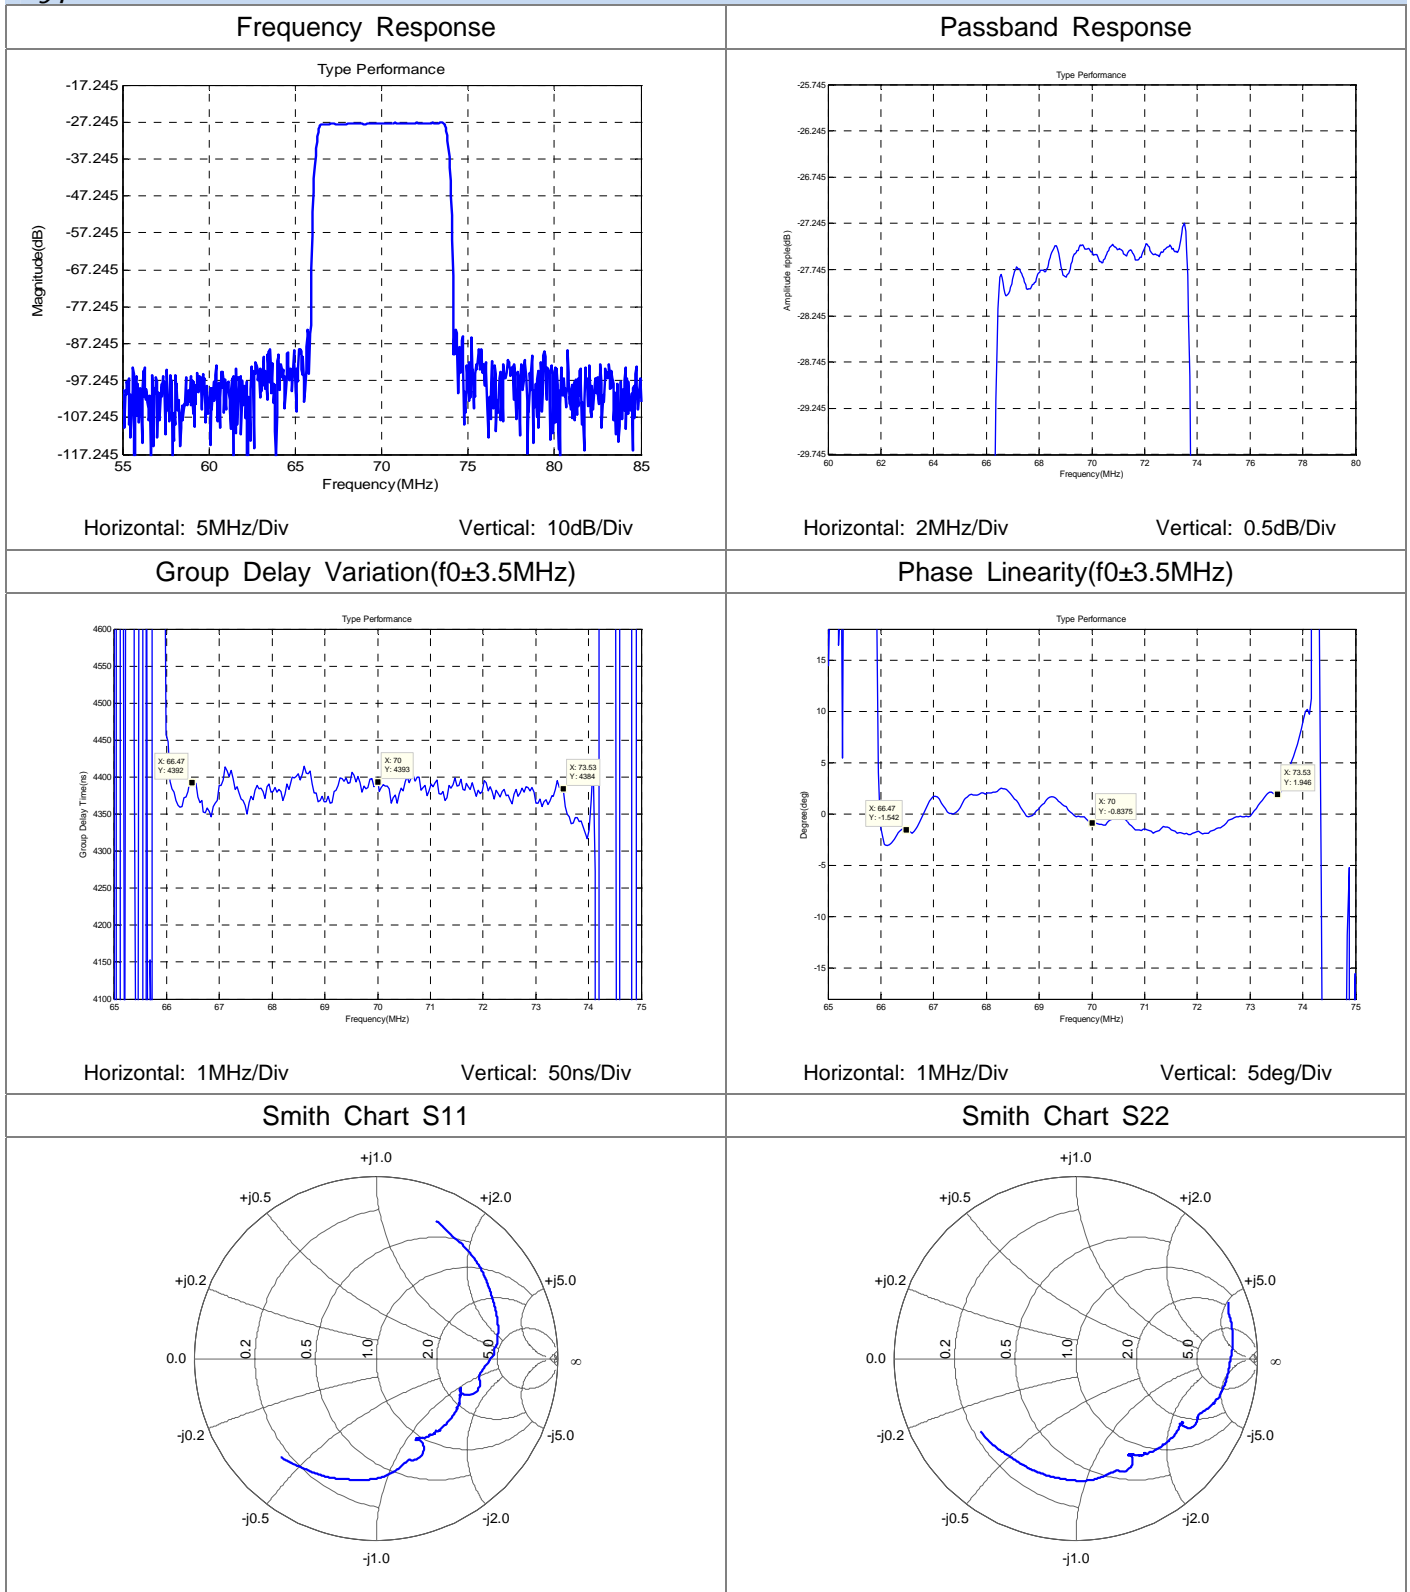 Frequency Response
Passband Response
Type Performance
-17.245
-27.245
-37.245
-47.245
-57.245
-67.245
-77.245
-87.245
-97.245
-107.245
-117.245
Magnitude(dB)
55 60 65 70 75 80 85
Frequency(MHz)
Horizontal: 5MHz/Div Vertical: 10dB/Div
Type Performance
-25.745
-26.245
-26.745
-27.245
-27.745
-28.245
-28.745
-29.245
-29.745
Amplitude ripple(dB)
60 62 64 66 68 70 72 74 76 78 80
Frequency(MHz)
Horizontal: 2MHz/Div Vertical: 0.5dB/Div
Group Delay Variation(f0±3.5MHz)
Phase Linearity(f0±3.5MHz)
Type Performance
4600
4550
4500
4450
4400
4350
4300
4250
4200
4150
4100
Group Delay Time(ns)
X: 66.47
Y: 4392
X: 70
Y: 4393
X: 73.53
Y: 4384
65 66 67 68 69 70 71 72 73 74 75
Frequency(MHz)
Horizontal: 1MHz/Div Vertical: 50ns/Div
Type Performance
15
10
5
0
-5
-10
-15
Degree(deg)
X: 66.47
Y: -1.542
X: 70
Y: -0.8375
X: 73.53
Y: 1.946
65 66 67 68 69 70 71 72 73 74 75
Frequency(MHz)
Horizontal: 1MHz/Div Vertical: 5deg/Div
Smith Chart S11
Smith Chart S22
+j1.0
+j0.5
+j2.0
+j0.2
+j5.0
0.0
0.2
0.5
1.0
2.0
5.0
∞
-j0.2
-j5.0
-j0.5
-j2.0
-j1.0
+j1.0
+j0.5
+j2.0
+j0.2
+j5.0
0.0
0.2
0.5
1.0
2.0
5.0
∞
-j0.2
-j5.0
-j0.5
-j2.0
-j1.0